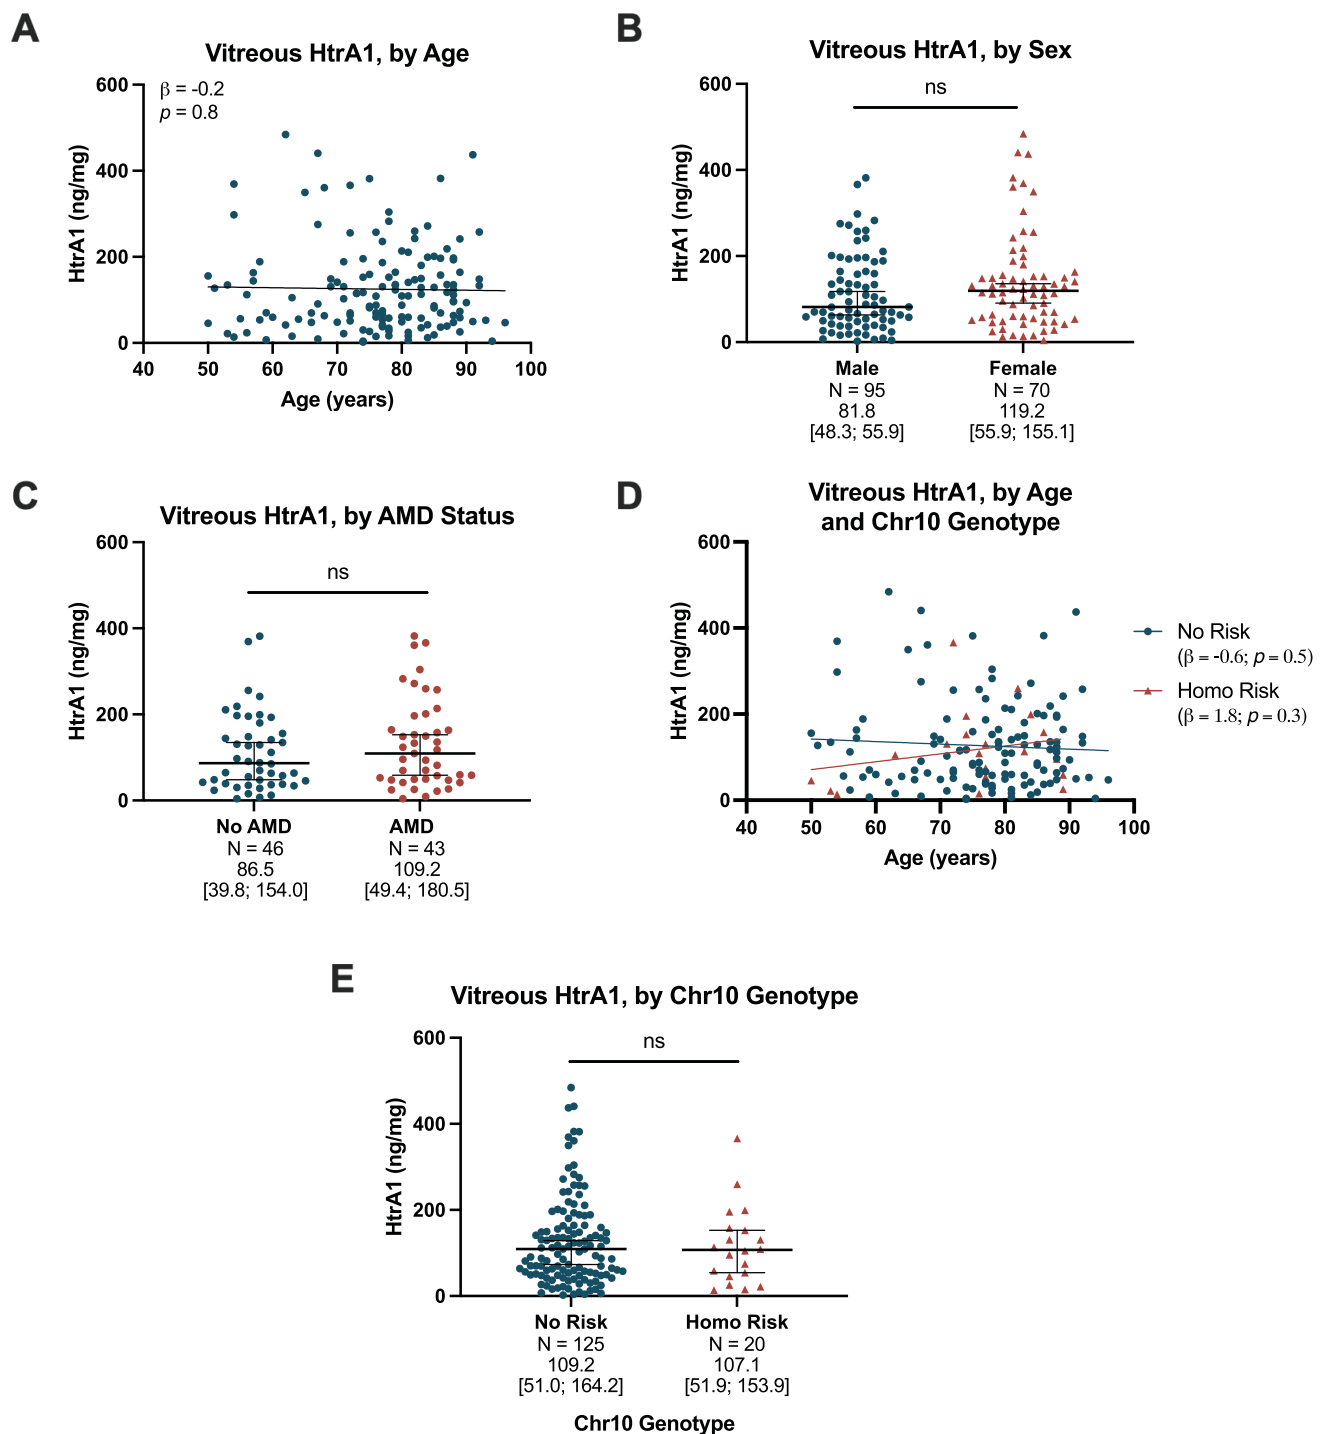 A
Vitreous HtrA1, by Age
β = -0.2
p = 0.8
HtrA1 (ng/mg)
600
400
200
0
40 50 60 70 80 90 100
Age (years)
B
Vitreous HtrA1, by Sex
ns
HtrA1 (ng/mg)
600
400
200
0
Male Female
N = 95 N = 70
81.8 119.2
[48.3; 55.9] [55.9; 155.1]
C
Vitreous HtrA1, by AMD Status
ns
HtrA1 (ng/mg)
600
400
200
0
No AMD AMD
N = 46 N = 43
86.5 109.2
[39.8; 154.0] [49.4; 180.5]
D
Vitreous HtrA1, by Age
and Chr10 Genotype
HtrA1 (ng/mg)
600
400
200
0
40 50 60 70 80 90 100
Age (years)
No Risk
(β = -0.6; p = 0.5)
Homo Risk
(β = 1.8; p = 0.3)
E
Vitreous HtrA1, by Chr10 Genotype
ns
HtrA1 (ng/mg)
600
400
200
0
No Risk Homo Risk
N = 125 N = 20
109.2 107.1
[51.0; 164.2] [51.9; 153.9]
Chr10 Genotype